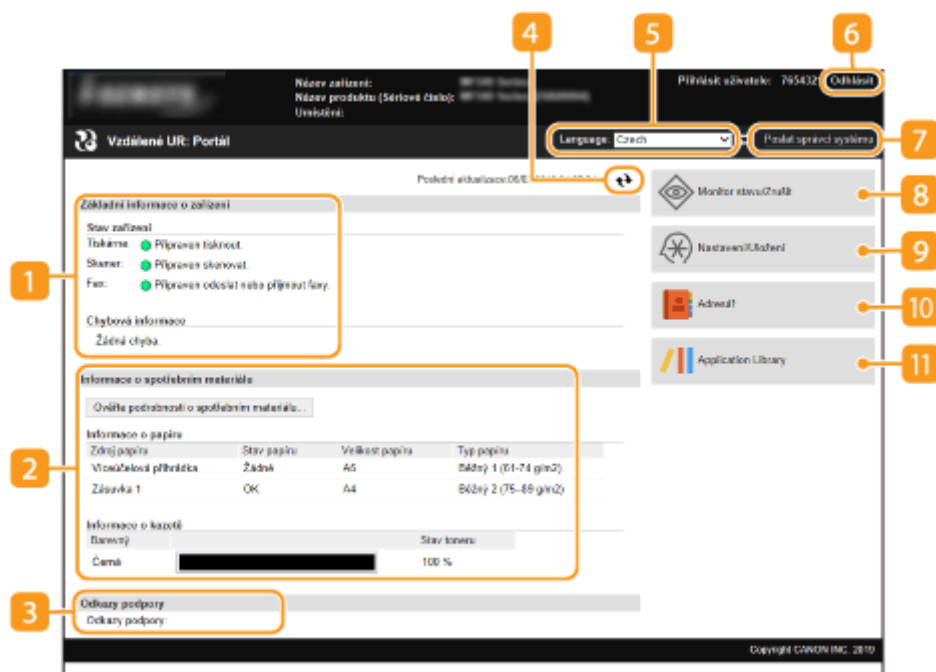 4
5
6
Název zařízení:
Název produktu (Sériové číslo):
Umístění:
Přihlásit uživatele: 765432
Odhlásit
Vzdálené UR: Portál
Language: Czech
Poslat správci systému
7
Poslední aktualizace:
Základní informace o zařízení
Stav zařízení
Tiskárna: Připraven tisknout.
Skener: Připraven skenovat.
Fax: Připraven odeslat nebo přijmout faxy.
1
Chybová informace
Žádná chyba.
Monitor stavu/Zrušit
8
Nastavení/Uložení
9
Adresář
10
Application Library
11
Informace o spotřebním materiálu
Ověřte podrobnosti o spotřebním materiálu...
Informace o papíru
Zdroj papíru Stav papíru Velikost papíru Typ papíru
2
Víceúčelová přihrádka Žádné A5 Běžný 1 (61-74 g/m2)
Zásuvka 1 OK A4 Běžný 2 (75–89 g/m2)
Informace o kazetě
Barevný Stav toneru
Černá 100 %
3
Odkazy podpory
Odkazy podpory:
Copyright CANON INC. 2019